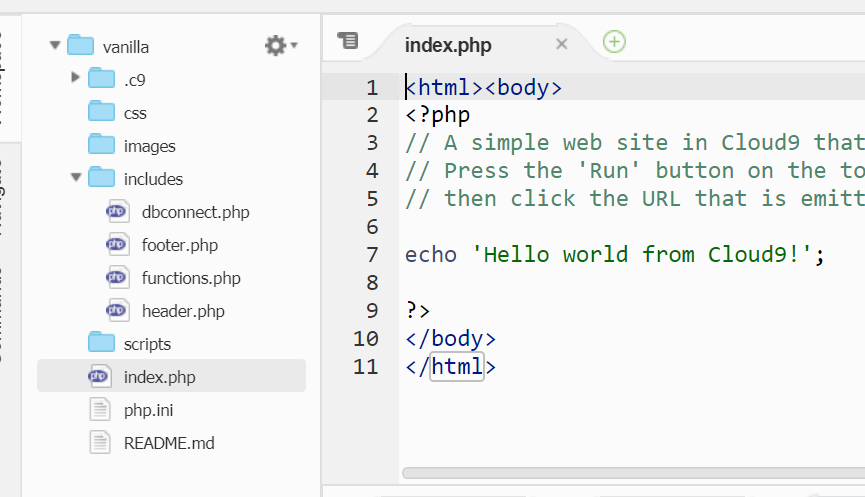 vanilla
.c9
css
images
includes
dbconnect.php
footer.php
functions.php
header.php
scripts
index.php
php.ini
README.md
index.php
1 <html><body>
2 <?php
3 // A simple web site in Cloud9 that
4 // Press the 'Run' button on the
5 // then click the URL that is
6
7 echo 'Hello world from Cloud9!';
8
9 ?>
10 </body>
11 </html>